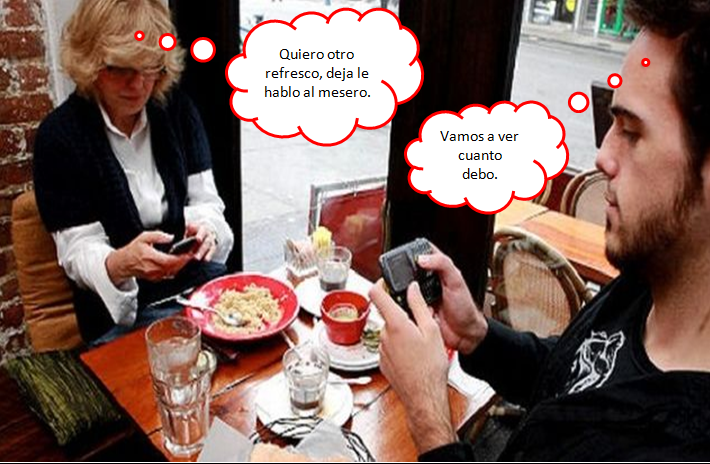 Quiero otro
refresco, deja le
hablo al mesero.
Vamos a ver
cuanto
debo.